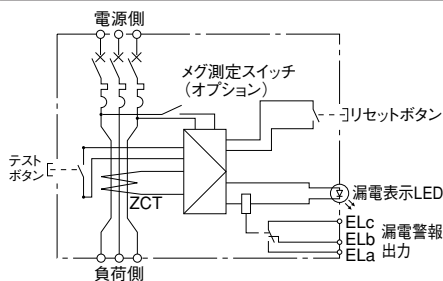 電源側
メグ測定スイッチ
（オプション）
リセットボタン
テスト
ボタン
ZCT
漏電表示LED
ELc
ELb
ELa
漏電警報
出力
負荷側